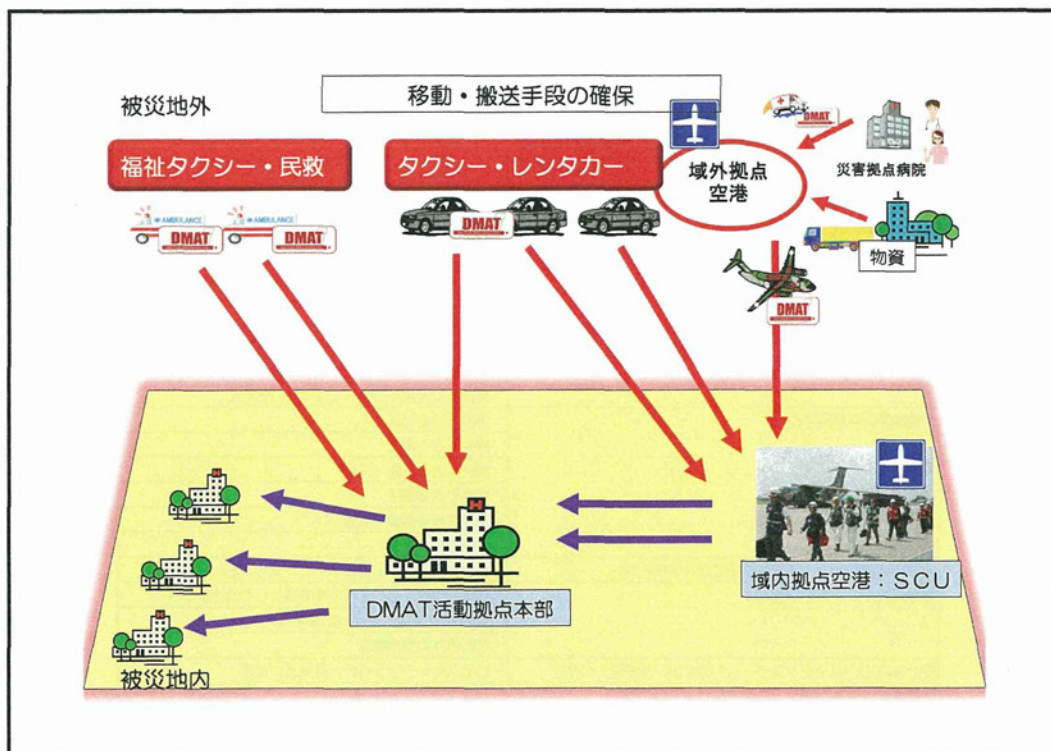 移動・搬送手段の確保
被災地外
福祉タクシー・民救
タクシー・レンタカー
域外拠点
空港
DMAT
災害拠点病院
AMBULANCE
AMBULANCE
DMAT
DMAT
DMAT
物資
DMAT
H
H
H
H
域内拠点空港：SCU
DMAT活動拠点本部
被災地内